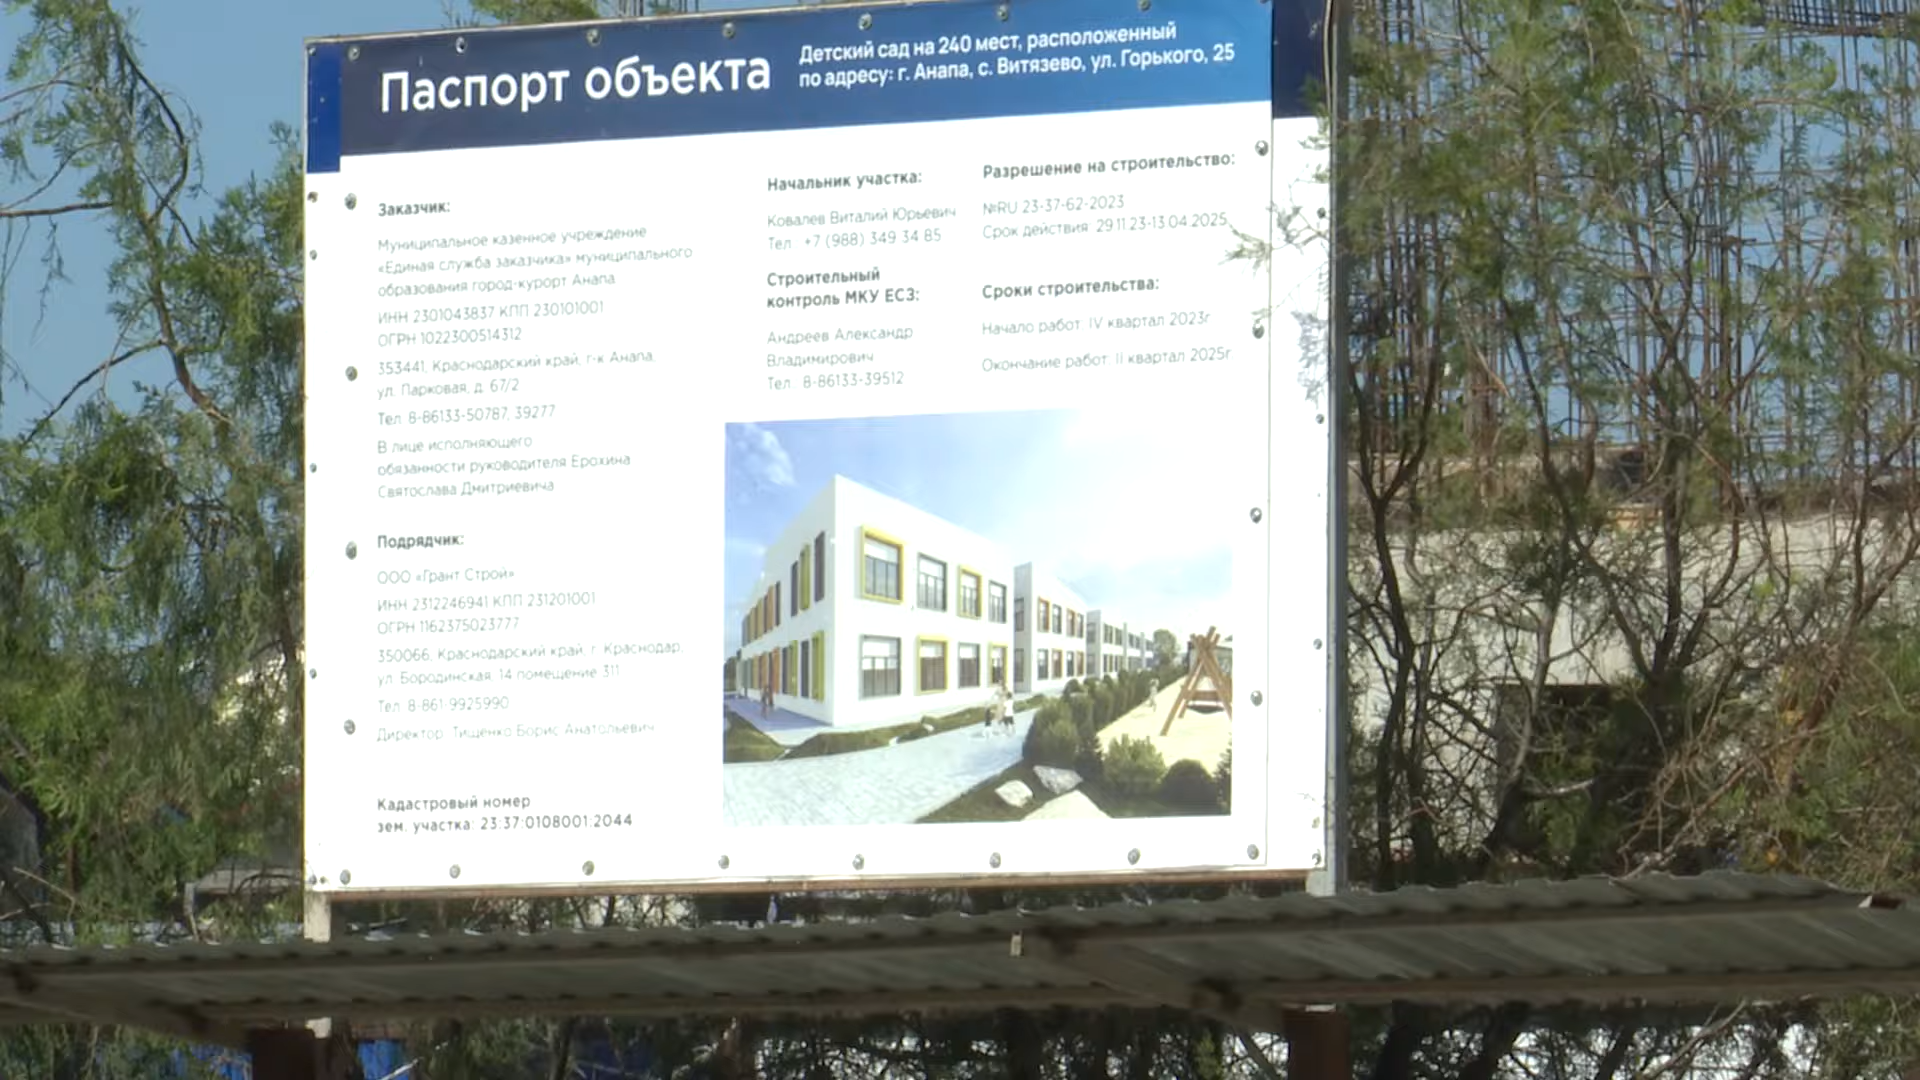 Паспорт объекта
Детский сад на 240 мест, расположенный
по адресу: г. Анапа, с. Витязево, ул. Горького, 25
Заказчик:
Муниципальное казенное учреждение
«Единая служба заказчика» муниципального
образования город-курорт Анапа
ИНН 2301043837 КПП 230101001
ОГРН 1022300514312
353441, Краснодарский край, г-к Анапа,
ул. Парковая, д. 67/2
Тел. 8-86133-50787, 39277
В лице исполняющего
обязанности руководителя Ерохина
Святослава Дмитриевича
Подрядчик:
ООО «Грант Строй»
ИНН 2312246941 КПП 231201001
ОГРН 1162375023777
350066, Краснодарский край, г. Краснодар,
ул. Бородинская, 14 помещение 311
Тел. 8-861-9925990
Директор: Тищенко Борис Анатольевич
Кадастровый номер
зем. участка: 23:37:0108001:2044
Начальник участка:
Ковалев Виталий Юрьевич
Тел.: +7 (988) 349 34 85
Строительный
контроль МКУ ЕСЗ:
Андреев Александр
Владимирович
Тел.: 8-86133-39512
Разрешение на строительство:
№RU 23-37-62-2023
Срок действия: 29.11.23-13.04.2025
Сроки строительства:
Начало работ: IV квартал 2023г.
Окончание работ: II квартал 2025г.